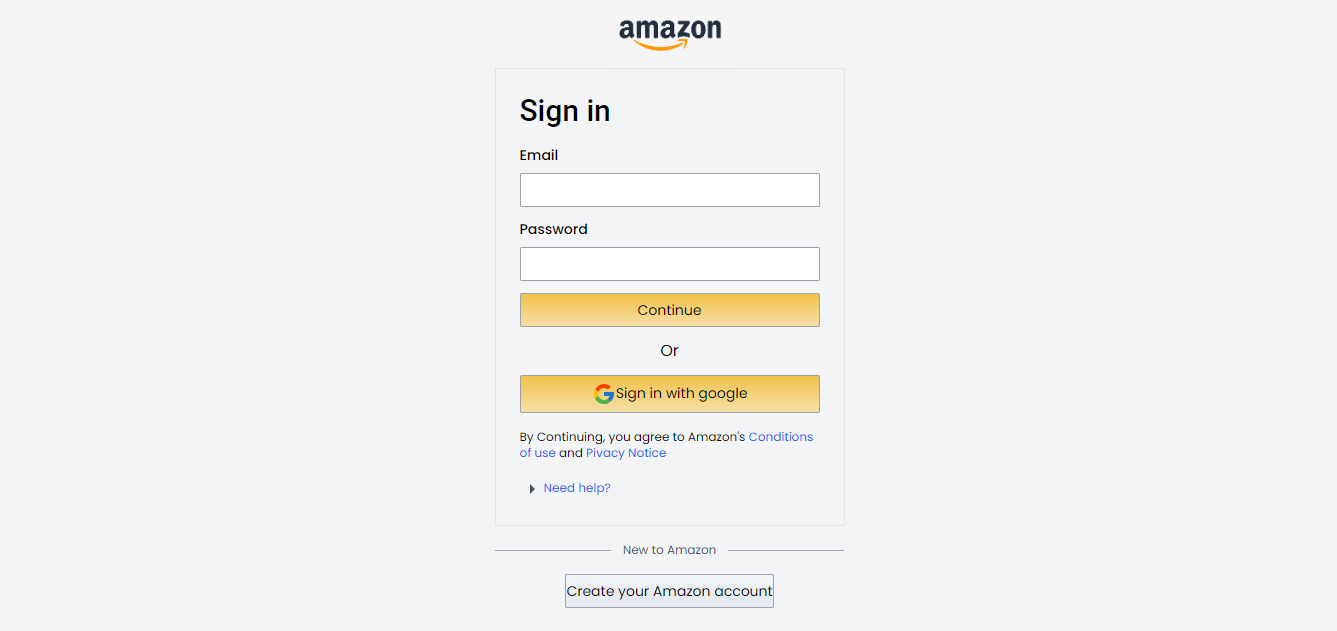 amazon
Sign in
Email
Password
Continue
Or
Sign in with google
By Continuing, you agree to Amazon's Conditions
of use and Pivacy Notice
Need help?
New to Amazon
Create your Amazon account